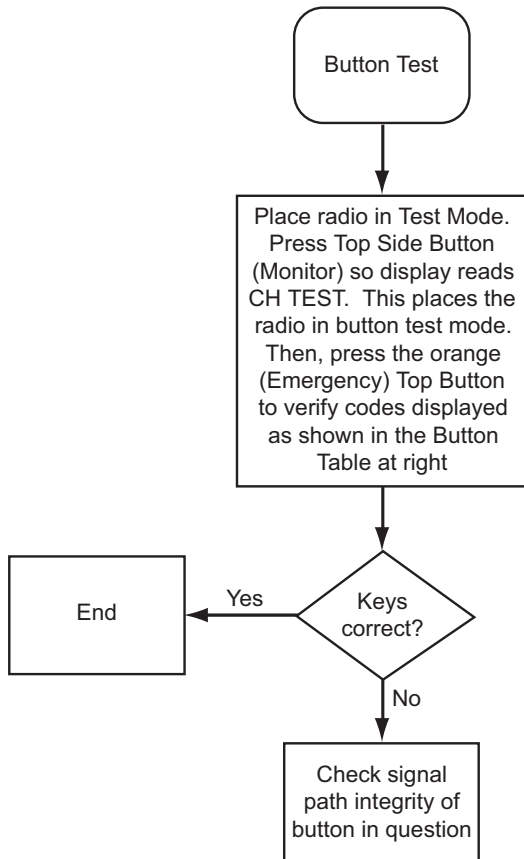 Button Test
Place radio in Test Mode.
Press Top Side Button
(Monitor) so display reads
CH TEST.  This places the
radio in button test mode.
Then, press the orange
(Emergency) Top Button
to verify codes displayed
as shown in the Button
Table at right
Keys
correct?
Yes
End
No
Check signal
path integrity of
button in question